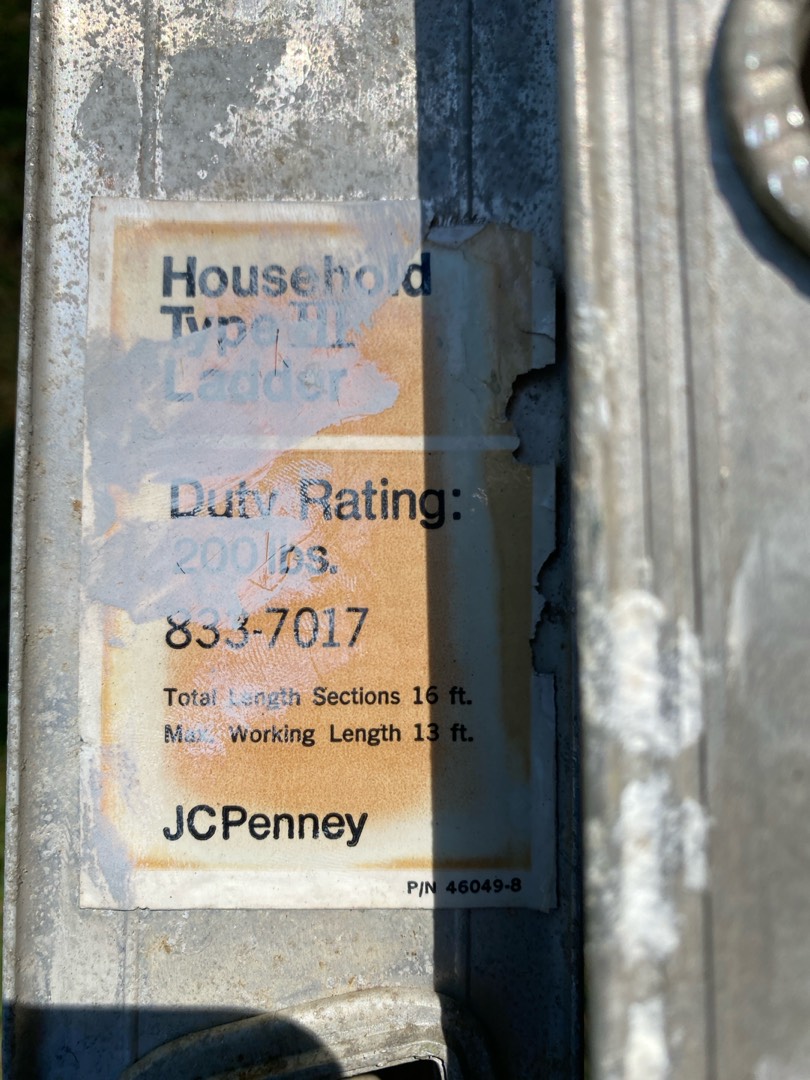 Household
Type III
Ladder
Duty Rating:
200 lbs.
833-7017
Total Length Sections 16 ft.
Max. Working Length 13 ft.
JCPenney
P/N 46049-8